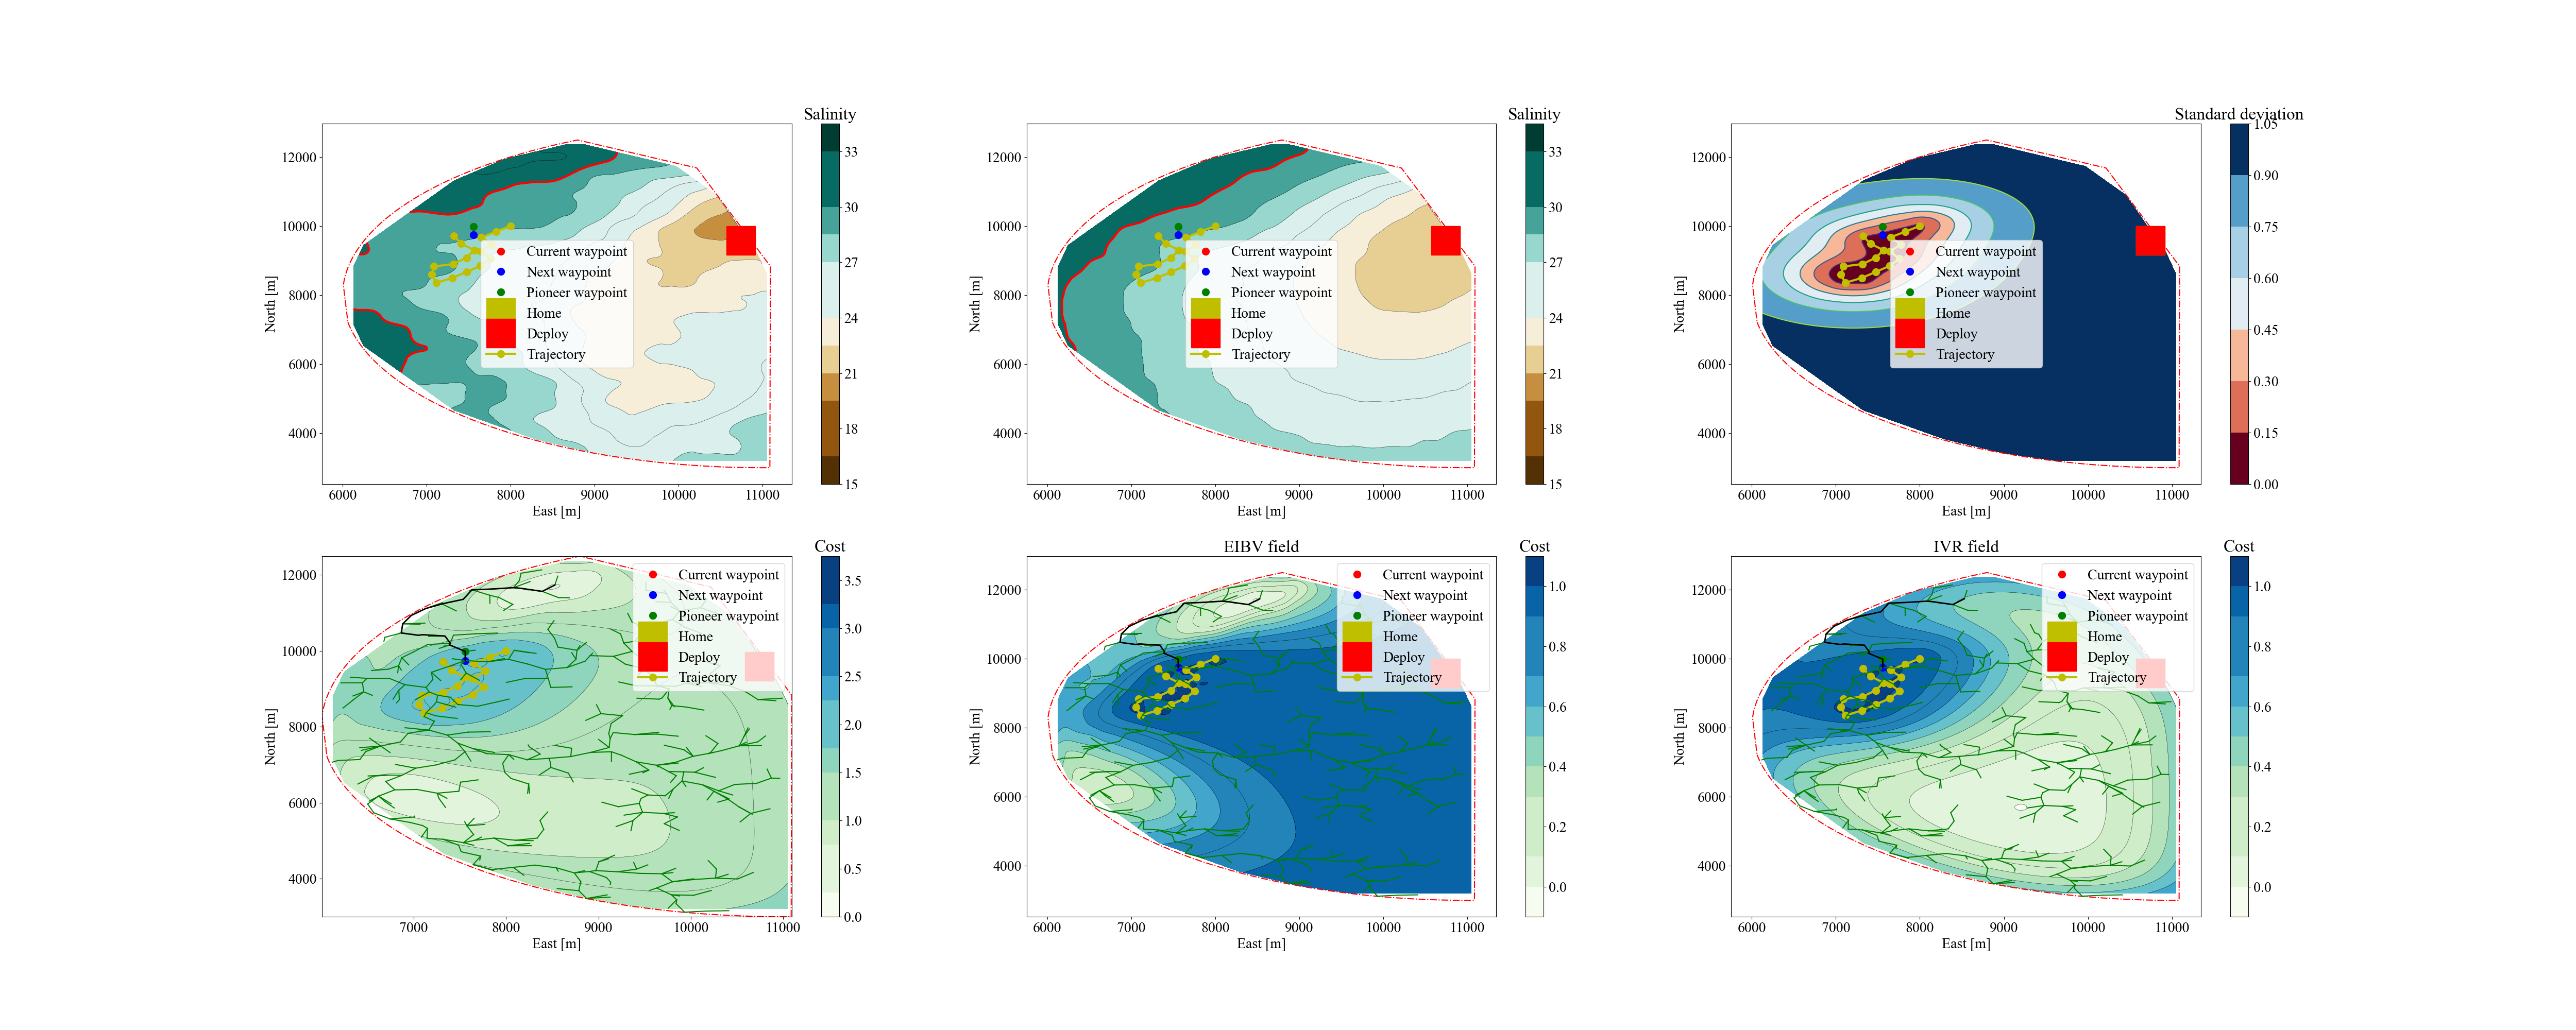 Salinity
12000
10000
8000
6000
4000
North [m]
6000 7000 8000 9000 10000 11000
East [m]
33
30
27
24
21
18
15
Current waypoint
Next waypoint
Pioneer waypoint
Home
Deploy
Trajectory
Salinity
12000
10000
8000
6000
4000
North [m]
6000 7000 8000 9000 10000 11000
East [m]
33
30
27
24
21
18
15
Current waypoint
Next waypoint
Pioneer waypoint
Home
Deploy
Trajectory
Standard deviation
12000
10000
8000
6000
4000
North [m]
6000 7000 8000 9000 10000 11000
East [m]
1.05
0.90
0.75
0.60
0.45
0.30
0.15
0.00
Current waypoint
Next waypoint
Pioneer waypoint
Home
Deploy
Trajectory
Cost
12000
10000
8000
6000
4000
North [m]
7000 8000 9000 10000 11000
East [m]
3.5
3.0
2.5
2.0
1.5
1.0
0.5
0.0
Current waypoint
Next waypoint
Pioneer waypoint
Home
Deploy
Trajectory
EIBV field
Cost
12000
10000
8000
6000
4000
North [m]
6000 7000 8000 9000 10000 11000
East [m]
1.0
0.8
0.6
0.4
0.2
0.0
Current waypoint
Next waypoint
Pioneer waypoint
Home
Deploy
Trajectory
IVR field
Cost
12000
10000
8000
6000
4000
North [m]
6000 7000 8000 9000 10000 11000
East [m]
1.0
0.8
0.6
0.4
0.2
0.0
Current waypoint
Next waypoint
Pioneer waypoint
Home
Deploy
Trajectory